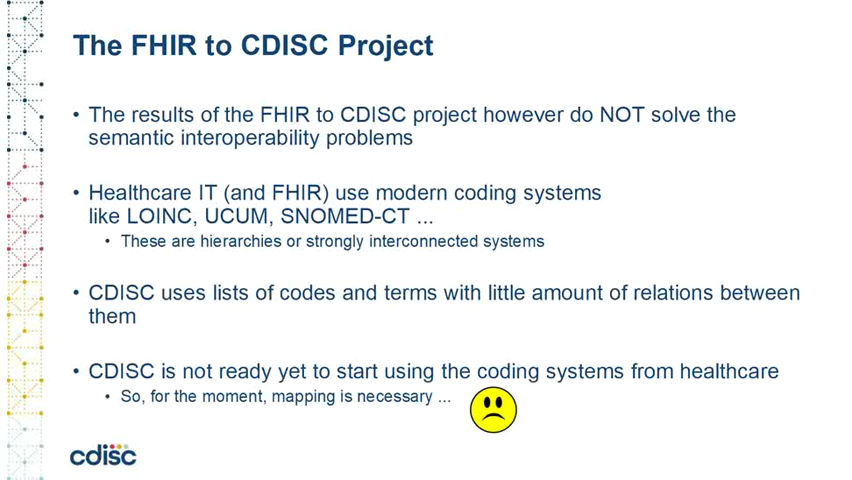 The FHIR to CDISC Project
• The results of the FHIR to CDISC project however do NOT solve the
semantic interoperability problems
• Healthcare IT (and FHIR) use modern coding systems
like LOINC, UCUM, SNOMED-CT ...
• These are hierarchies or strongly interconnected systems
• CDISC uses lists of codes and terms with little amount of relations between
them
• CDISC is not ready yet to start using the coding systems from healthcare
• So, for the moment, mapping is necessary ...
cdisc